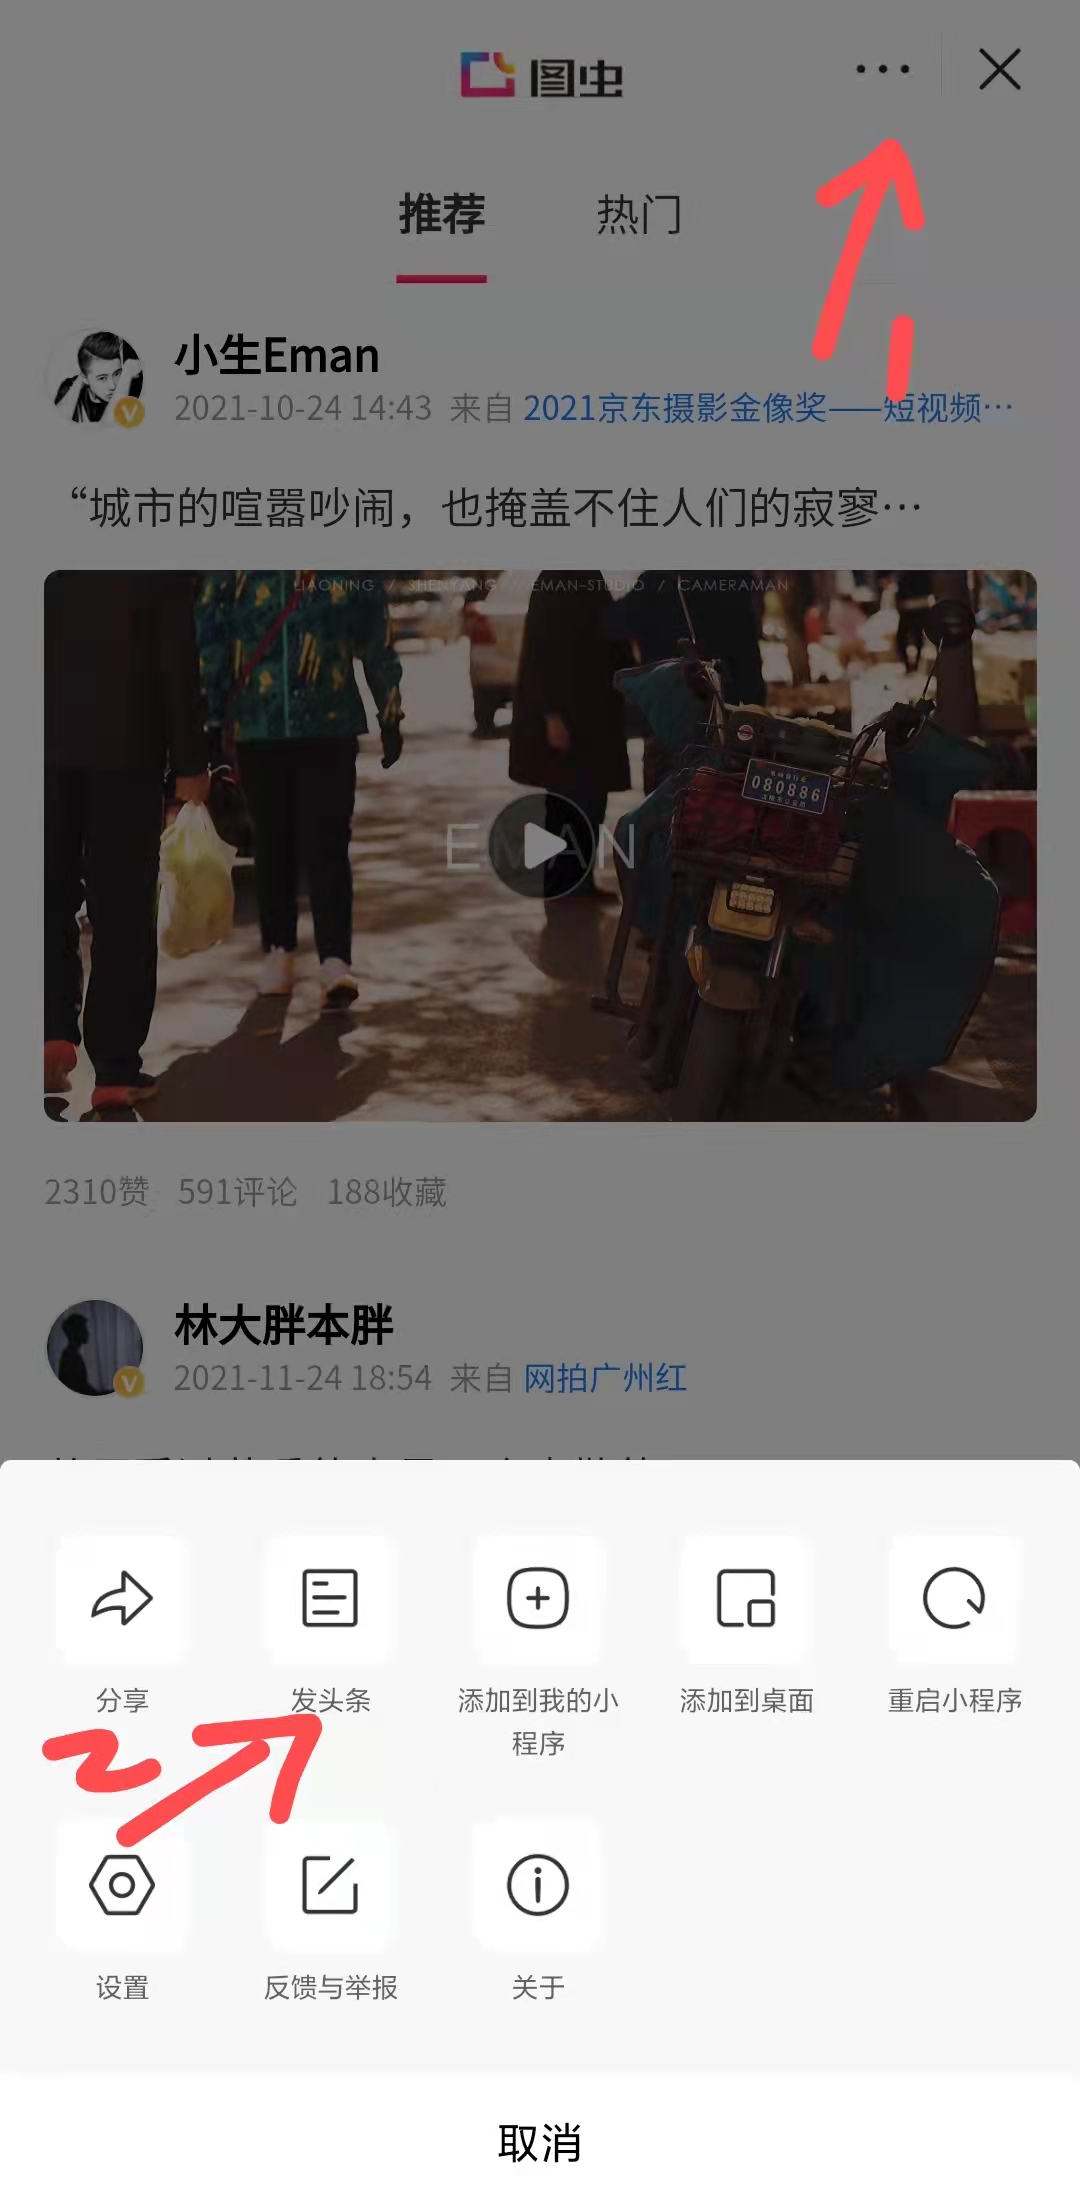 图虫
推荐 热门
1
小生Eman
2021-10-24 14:43 来自 2021京东摄影金像奖——短视频…
“城市的喧嚣吵闹，也掩盖不住人们的寂寥…
LIAONING / SHENYANG / EMAN-STUDIO / CAMERAMAN
080886
EMAN
2310赞 591评论 188收藏
林大胖本胖
2021-11-24 18:54 来自 网拍广州红
分享 发头条 添加到我的小程序 添加到桌面 重启小程序
2
设置 反馈与举报 关于
取消